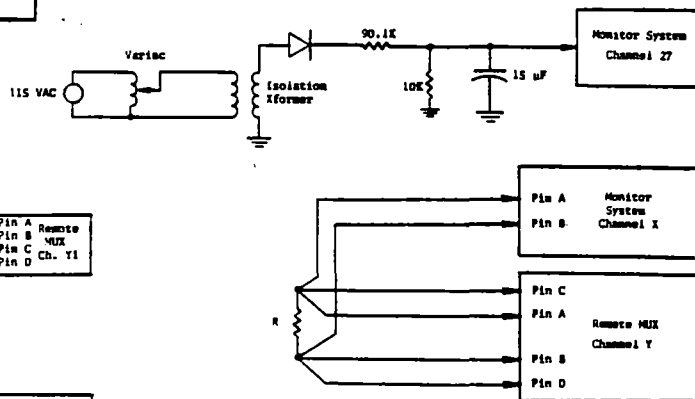 Variac
115 VAC
Isolation
Xformer
90.1K
10K
15 µF
Monitor System
Channel 27
Pin A
Pin B
Pin C
Pin D
Remote
MUX
Ch. Y1
Pin A
Pin B
Monitor
System
Channel X
R
Pin C
Pin A
Pin B
Pin D
Remote MUX
Channel Y